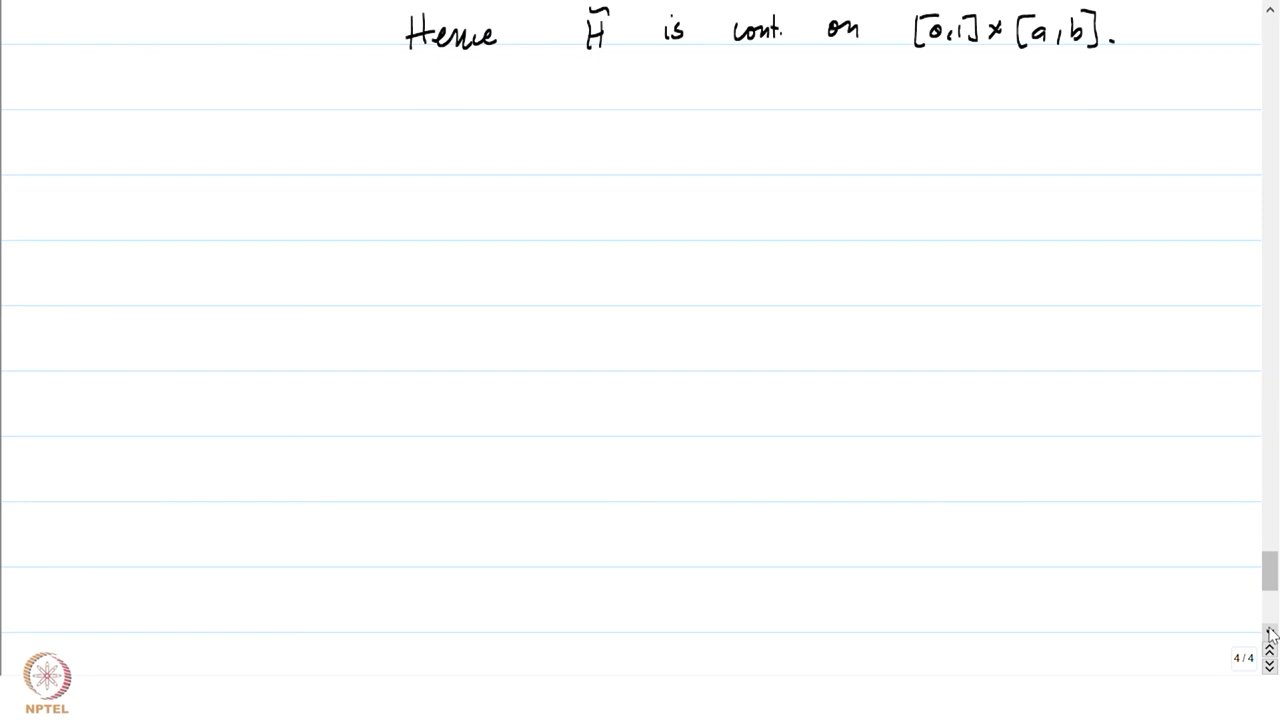 Hence H̃ is cont. on [0,1] × [a, b].
4 / 4
NPTEL